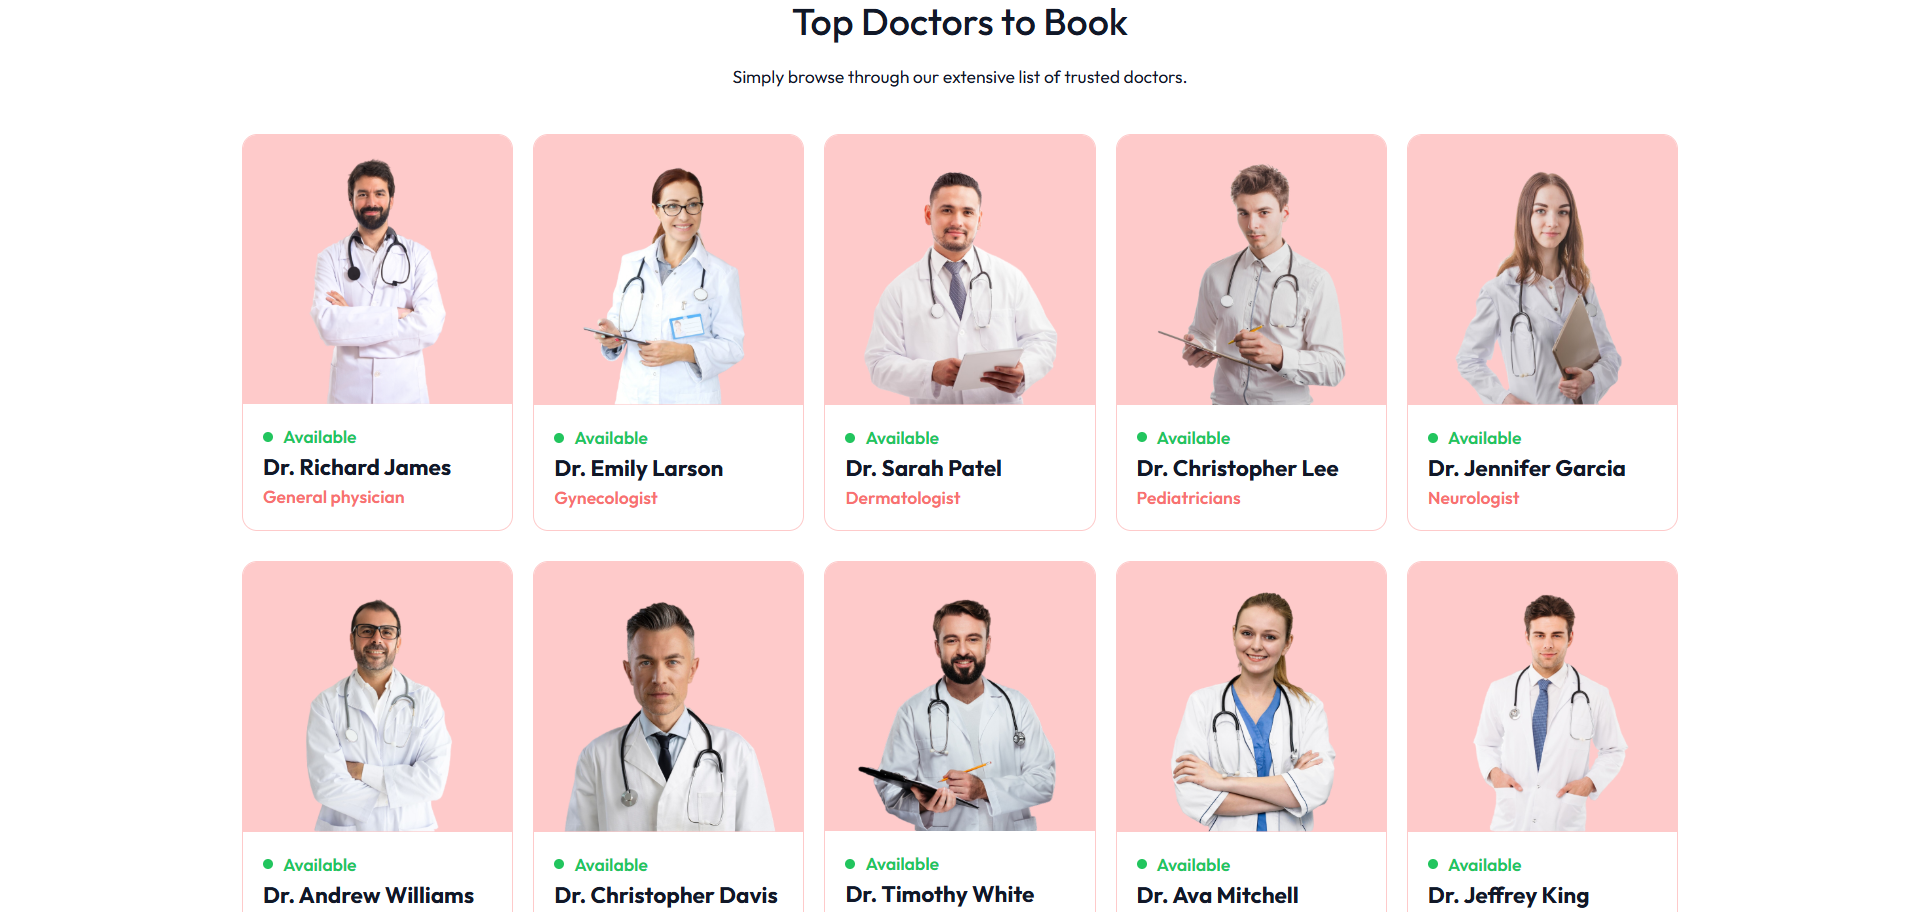 Top Doctors to Book
Simply browse through our extensive list of trusted doctors.
Available
Dr. Richard James
General physician
Available
Dr. Emily Larson
Gynecologist
Available
Dr. Sarah Patel
Dermatologist
Available
Dr. Christopher Lee
Pediatricians
Available
Dr. Jennifer Garcia
Neurologist
Available
Dr. Andrew Williams
Available
Dr. Christopher Davis
Available
Dr. Timothy White
Available
Dr. Ava Mitchell
Available
Dr. Jeffrey King